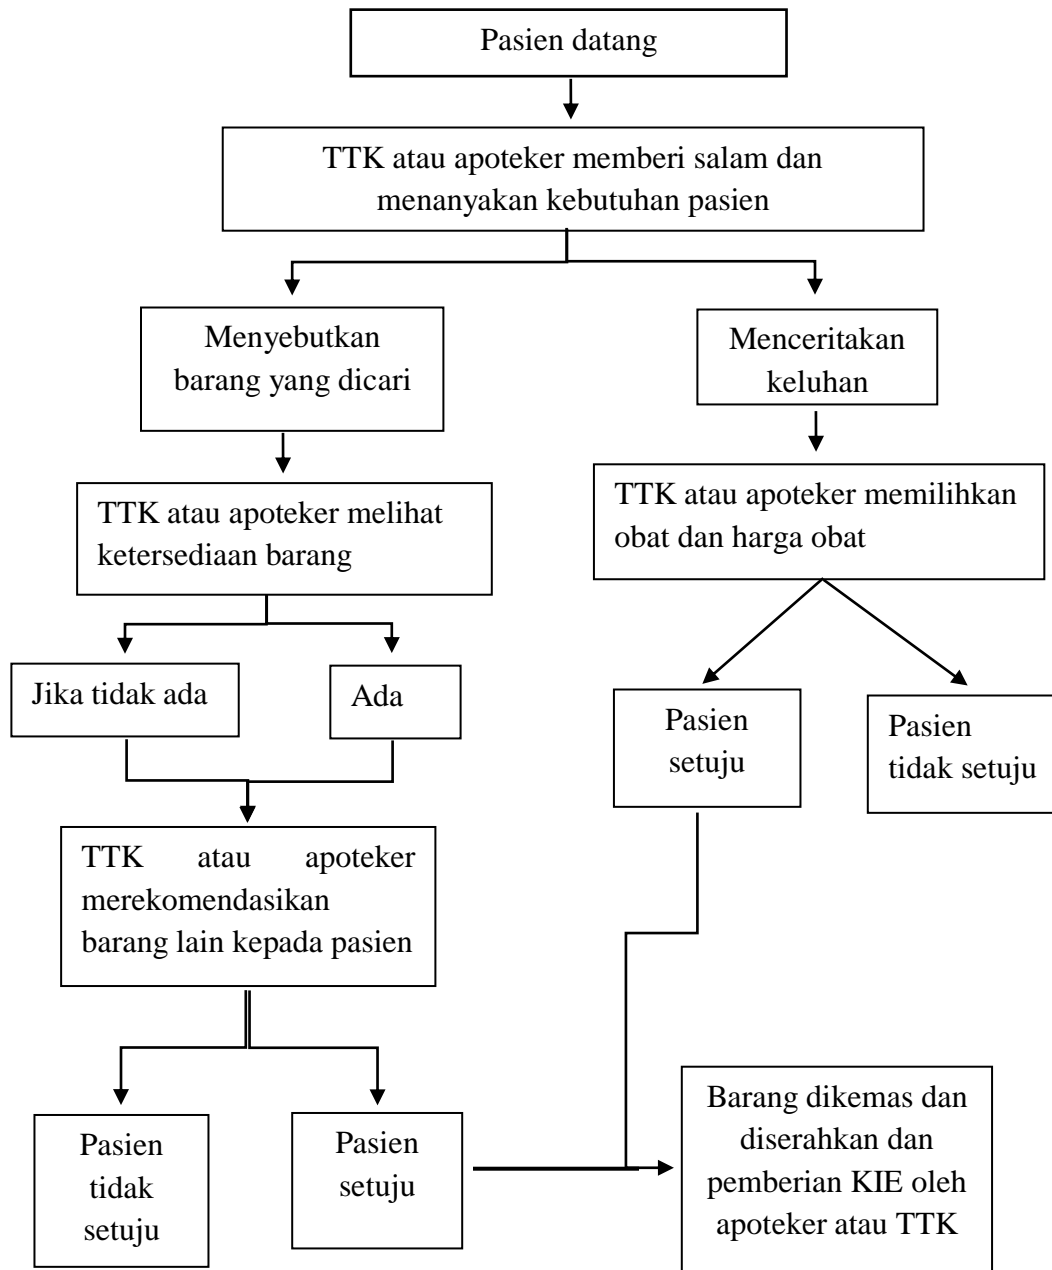 Pasien datang
TTK atau apoteker memberi salam dan
menanyakan kebutuhan pasien
Menyebutkan
barang yang dicari
Menceritakan
keluhan
TTK atau apoteker melihat
ketersediaan barang
TTK atau apoteker memilihkan
obat dan harga obat
Jika tidak ada
Ada
Pasien
setuju
Pasien
tidak setuju
TTK atau apoteker
merekomendasikan
barang lain kepada pasien
Pasien
tidak
setuju
Pasien
setuju
Barang dikemas dan
diserahkan dan
pemberian KIE oleh
apoteker atau TTK